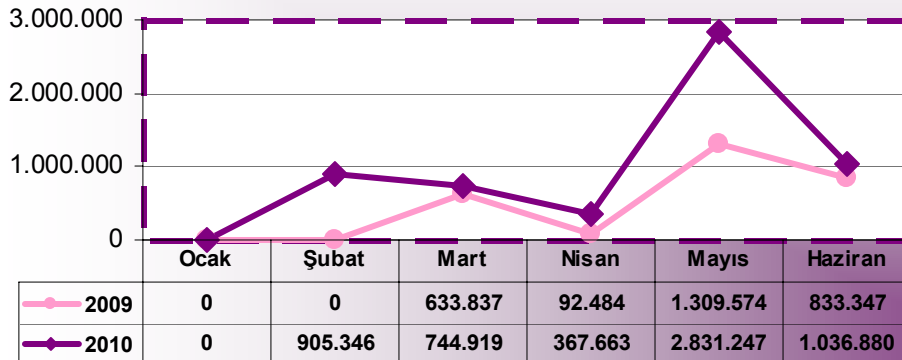 3.000.000
2.000.000
1.000.000
0
Ocak Şubat Mart Nisan Mayıs Haziran
2009 0 0 633.837 92.484 1.309.574 833.347
2010 0 905.346 744.919 367.663 2.831.247 1.036.880